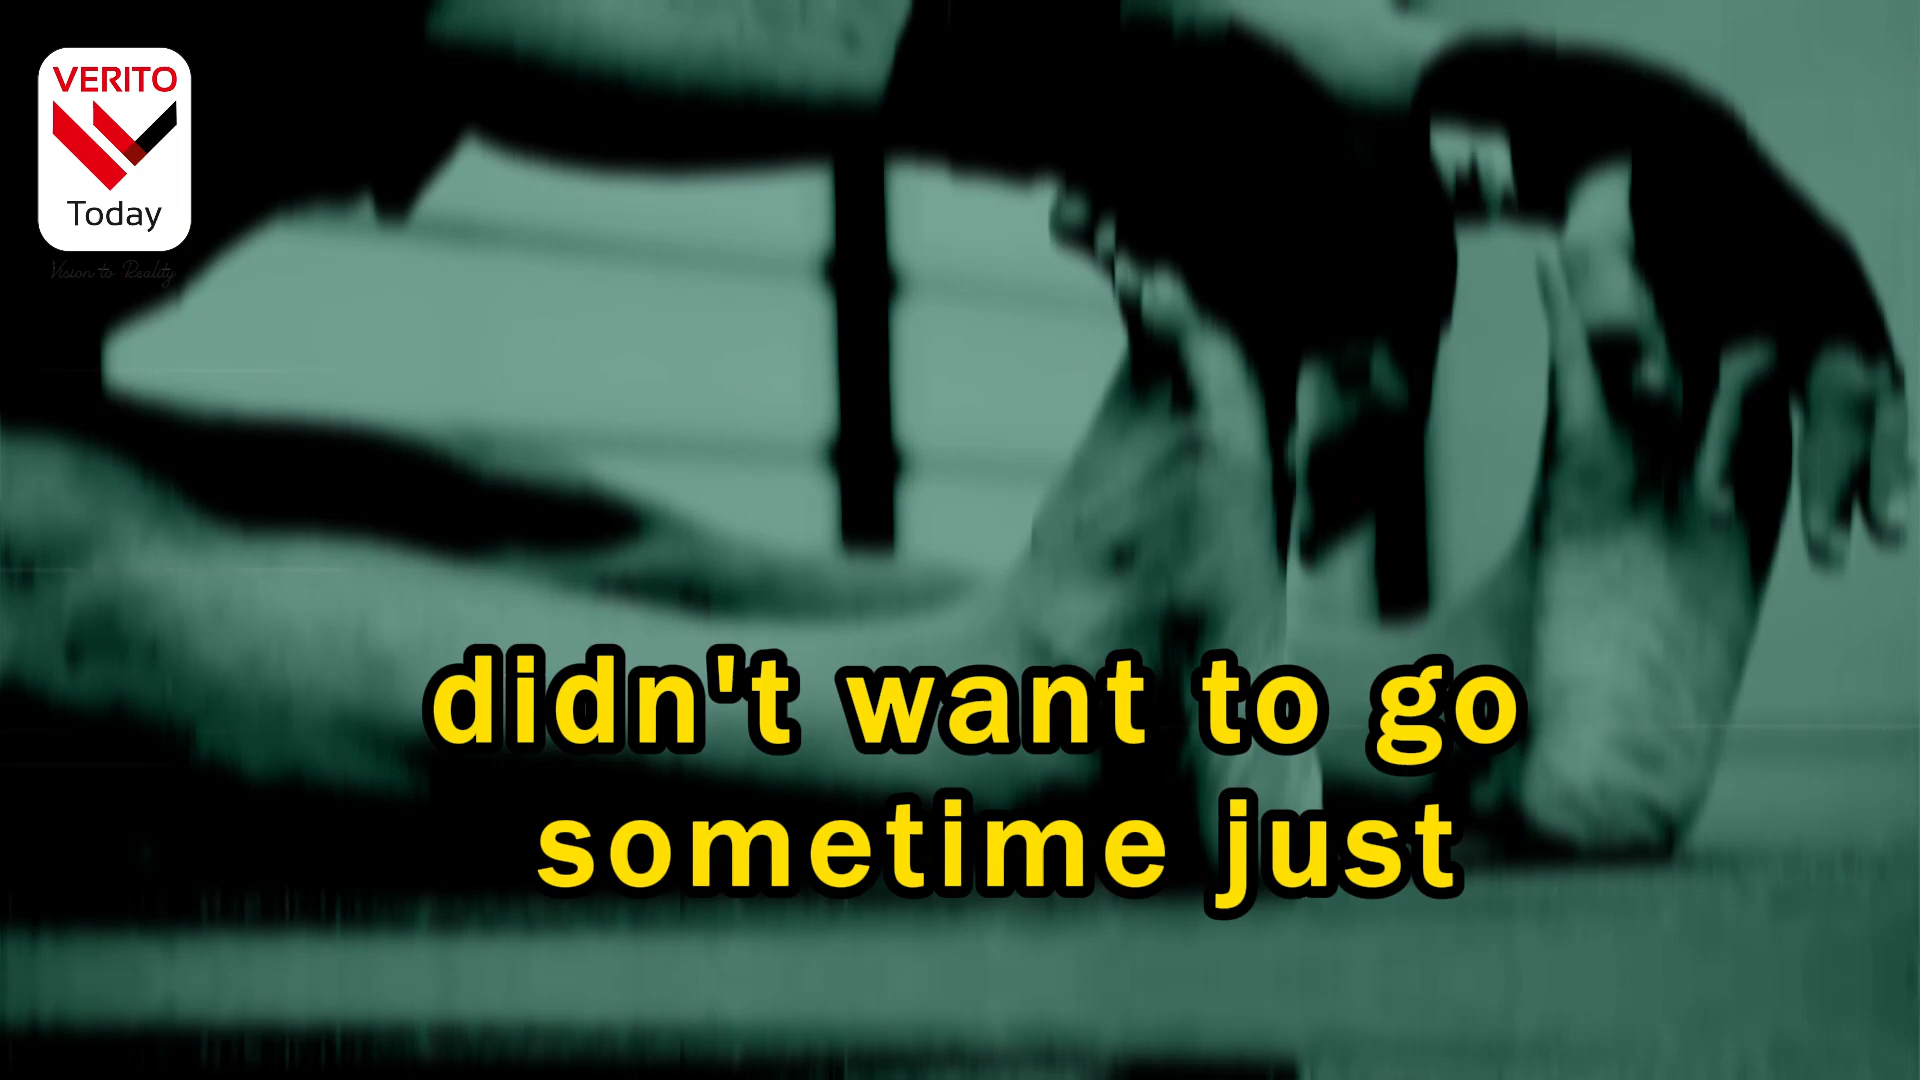 VERITO
Today
Vision to Reality
didn't want to go
sometime just